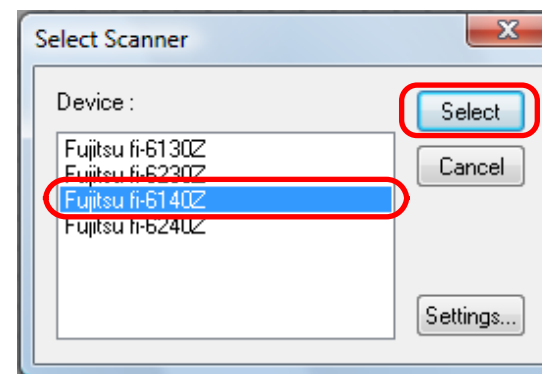 Select Scanner
Device :
Select
Fujitsu fi-6130Z
Cancel
Fujitsu fi-6230Z
Fujitsu fi-6140Z
Fujitsu fi-6240Z
Settings...